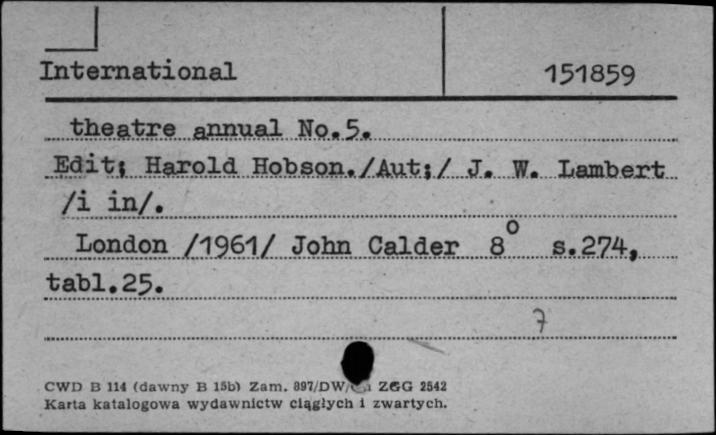 International 151859
theatre annual No.5.
Edit; Harold Hobson./Aut;/ J. W. Lambert
/i in/.
London /1961/ John Calder 8° s.274,
tabl.25.
7
CWD B 114 (dawny B 15b) Zam. 897/DW/ ZGG 2542
Karta katalogowa wydawnictw ciągłych i zwartych.